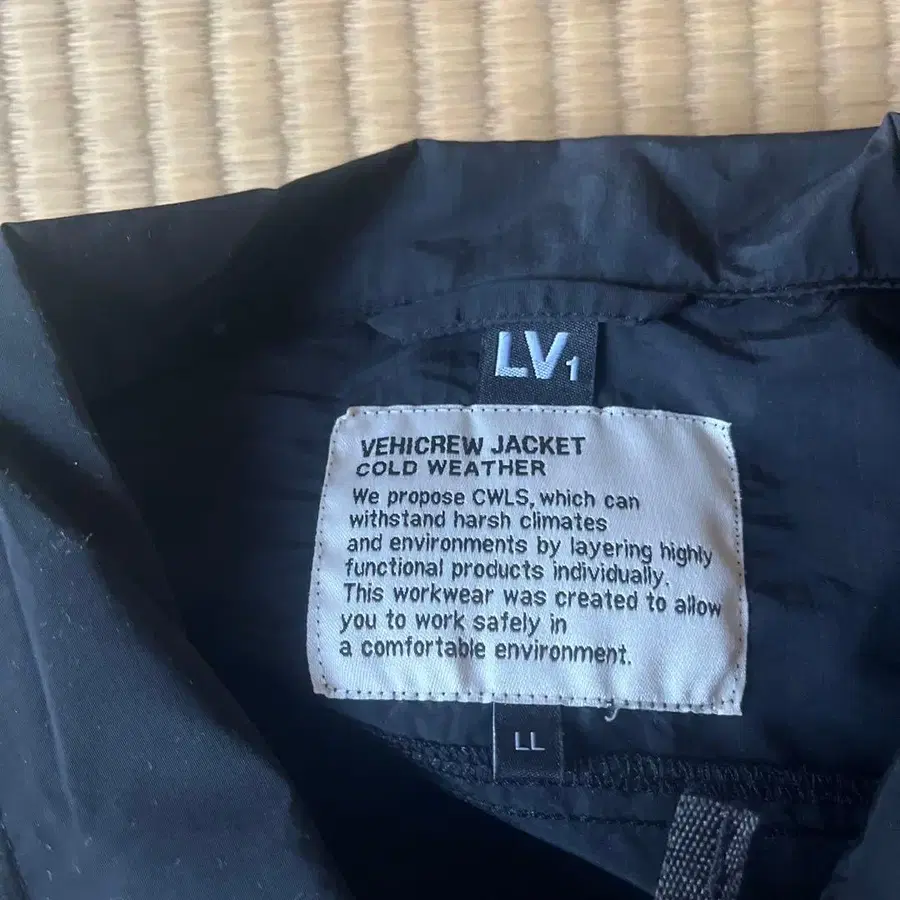 LV1
VEHICREW JACKET
COLD WEATHER
We propose CWLS, which can
withstand harsh climates
and environments by layering highly
functional products individually.
This workwear was created to allow
you to work safely in
a comfortable environment.
LL